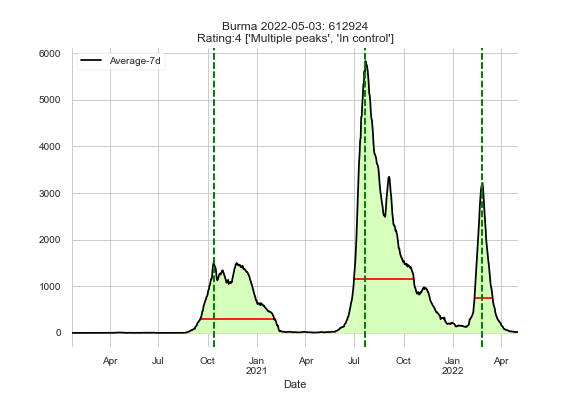 Burma 2022-05-03: 612924
Rating:4 ['Multiple peaks', 'In control']
Average-7d
6000
5000
4000
3000
2000
1000
0
Apr Jul Oct Jan Apr Jul Oct Jan Apr
2021 2022
Date